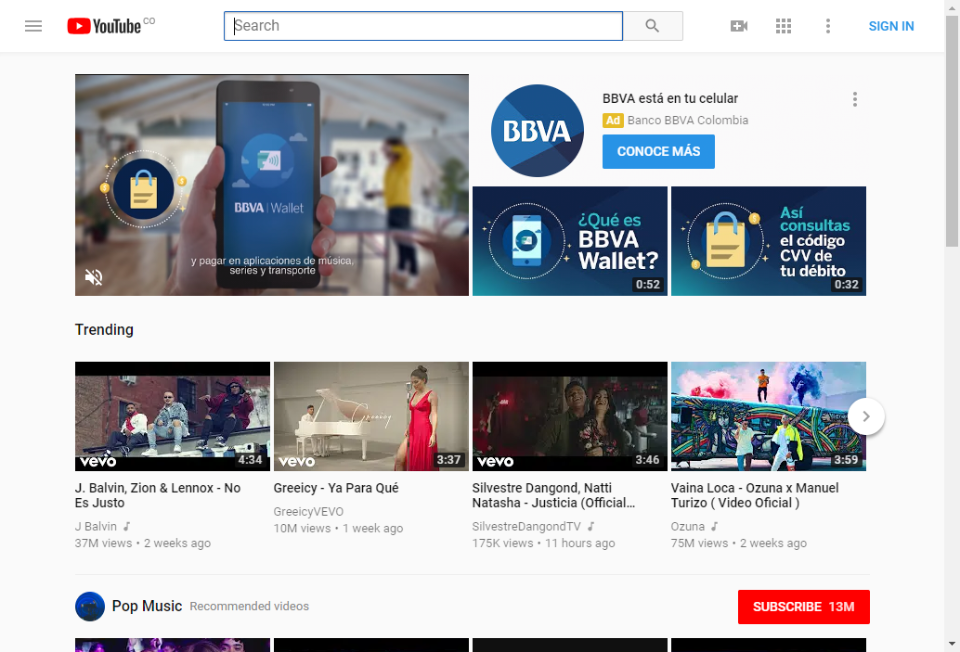 YouTube CO
Search
SIGN IN
BBVA | Wallet
y pagar en aplicaciones de música,
series y transporte
BBVA
BBVA está en tu celular
Ad Banco BBVA Colombia
CONOCE MÁS
¿Qué es
BBVA
Wallet?
0:52
Así
consultas
el código
CVV de
tu débito
0:32
Trending
vevo
4:34
Greeicy
vevo
3:37
vevo
3:46
3:59
J. Balvin, Zion & Lennox - No
Es Justo
J Balvin
37M views • 2 weeks ago
Greeicy - Ya Para Qué
GreeicyVEVO
10M views • 1 week ago
Silvestre Dangond, Natti
Natasha - Justicia (Official...
SilvestreDangondTV
175K views • 11 hours ago
Vaina Loca - Ozuna x Manuel
Turizo ( Video Oficial )
Ozuna
75M views • 2 weeks ago
Pop Music Recommended videos
SUBSCRIBE 13M